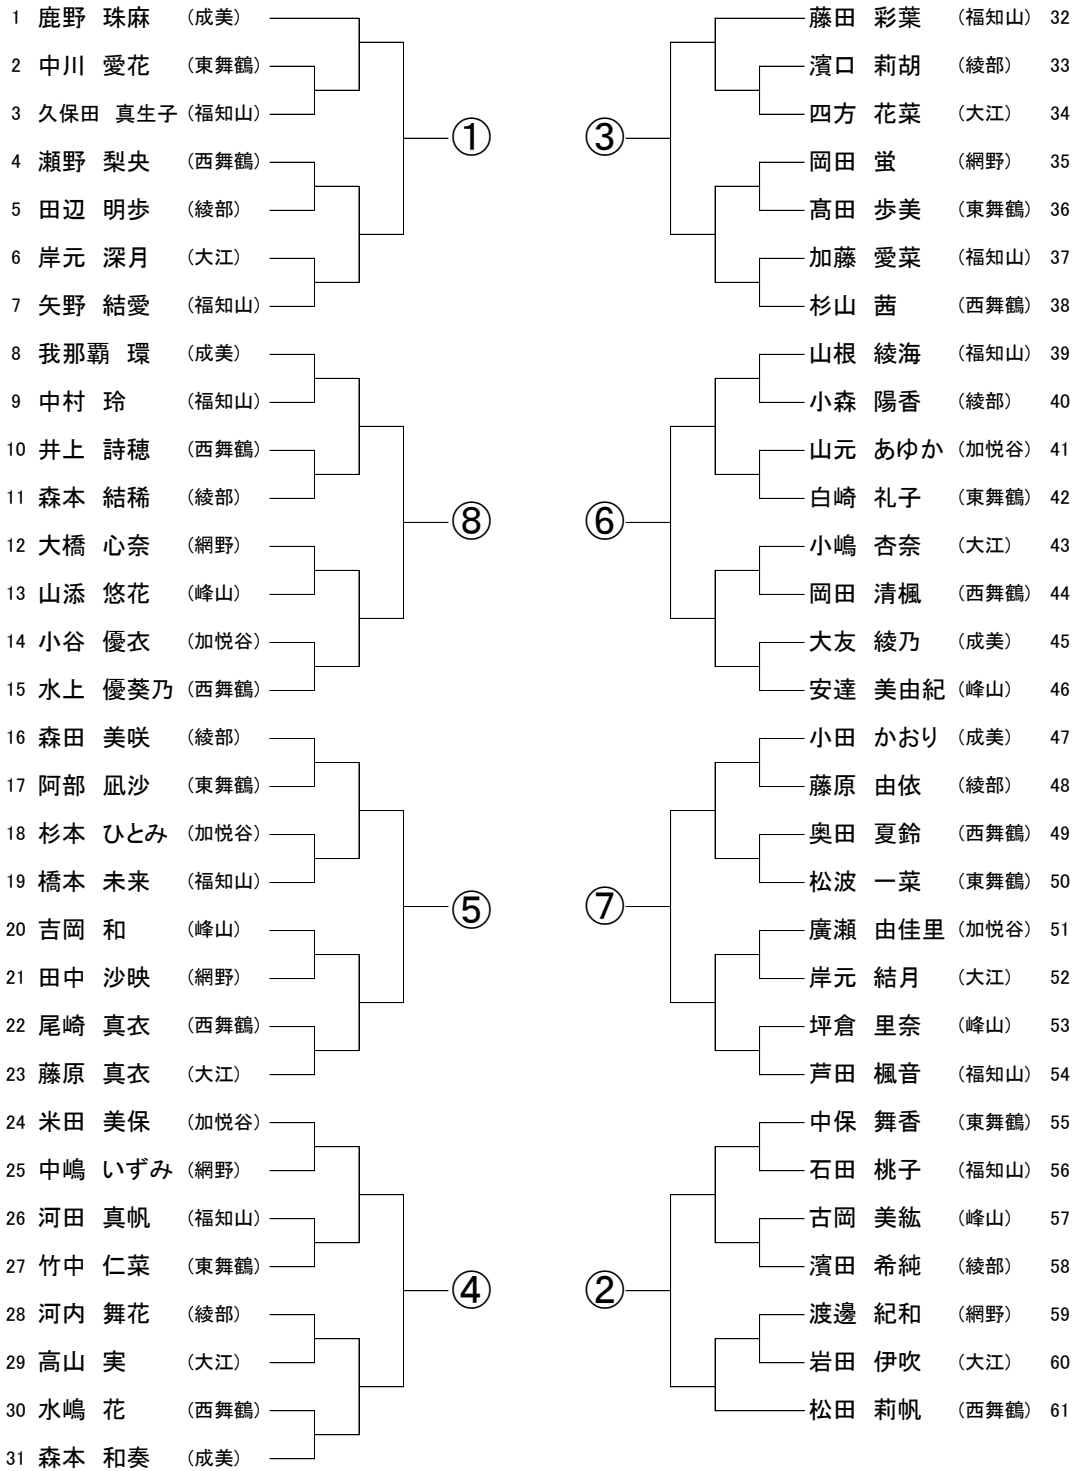 1 鹿野 珠麻 (成美)
2 中川 愛花 (東舞鶴)
3 久保田 真生子 (福知山)
①
4 瀬野 梨央 (西舞鶴)
5 田辺 明歩 (綾部)
6 岸元 深月 (大江)
7 矢野 結愛 (福知山)
8 我那覇 環 (成美)
9 中村 玲 (福知山)
10 井上 詩穂 (西舞鶴)
11 森本 結稀 (綾部)
⑧
12 大橋 心奈 (網野)
13 山添 悠花 (峰山)
14 小谷 優衣 (加悦谷)
15 水上 優葵乃 (西舞鶴)
16 森田 美咲 (綾部)
17 阿部 凪沙 (東舞鶴)
18 杉本 ひとみ (加悦谷)
19 橋本 未来 (福知山)
⑤
20 吉岡 和 (峰山)
21 田中 沙映 (網野)
22 尾崎 真衣 (西舞鶴)
23 藤原 真衣 (大江)
24 米田 美保 (加悦谷)
25 中嶋 いずみ (網野)
26 河田 真帆 (福知山)
27 竹中 仁菜 (東舞鶴)
④
28 河内 舞花 (綾部)
29 高山 実 (大江)
30 水嶋 花 (西舞鶴)
31 森本 和奏 (成美)
藤田 彩葉 (福知山) 32
濱口 莉胡 (綾部) 33
四方 花菜 (大江) 34
③
岡田 蛍 (網野) 35
髙田 歩美 (東舞鶴) 36
加藤 愛菜 (福知山) 37
杉山 茜 (西舞鶴) 38
山根 綾海 (福知山) 39
小森 陽香 (綾部) 40
山元 あゆか (加悦谷) 41
白崎 礼子 (東舞鶴) 42
⑥
小嶋 杏奈 (大江) 43
岡田 清楓 (西舞鶴) 44
大友 綾乃 (成美) 45
安達 美由紀 (峰山) 46
小田 かおり (成美) 47
藤原 由依 (綾部) 48
奥田 夏鈴 (西舞鶴) 49
松波 一菜 (東舞鶴) 50
⑦
廣瀬 由佳里 (加悦谷) 51
岸元 結月 (大江) 52
坪倉 里奈 (峰山) 53
芦田 楓音 (福知山) 54
中保 舞香 (東舞鶴) 55
石田 桃子 (福知山) 56
古岡 美紘 (峰山) 57
濱田 希純 (綾部) 58
②
渡邊 紀和 (網野) 59
岩田 伊吹 (大江) 60
松田 莉帆 (西舞鶴) 61